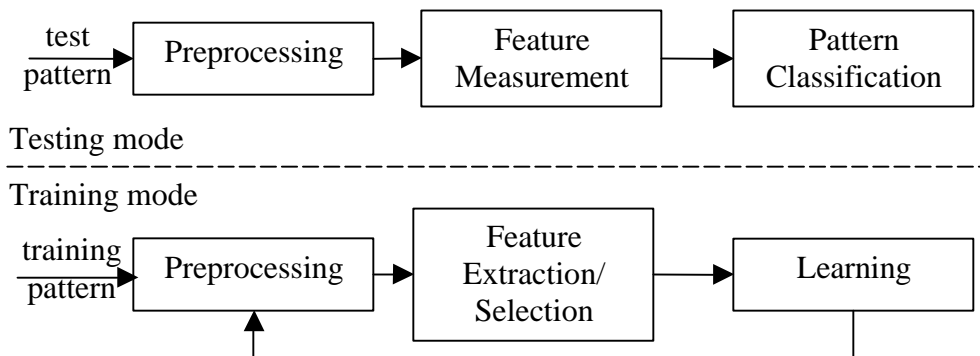 test
pattern
Preprocessing
Feature
Measurement
Pattern
Classification
Testing mode
Training mode
training
pattern
Preprocessing
Feature
Extraction/
Selection
Learning